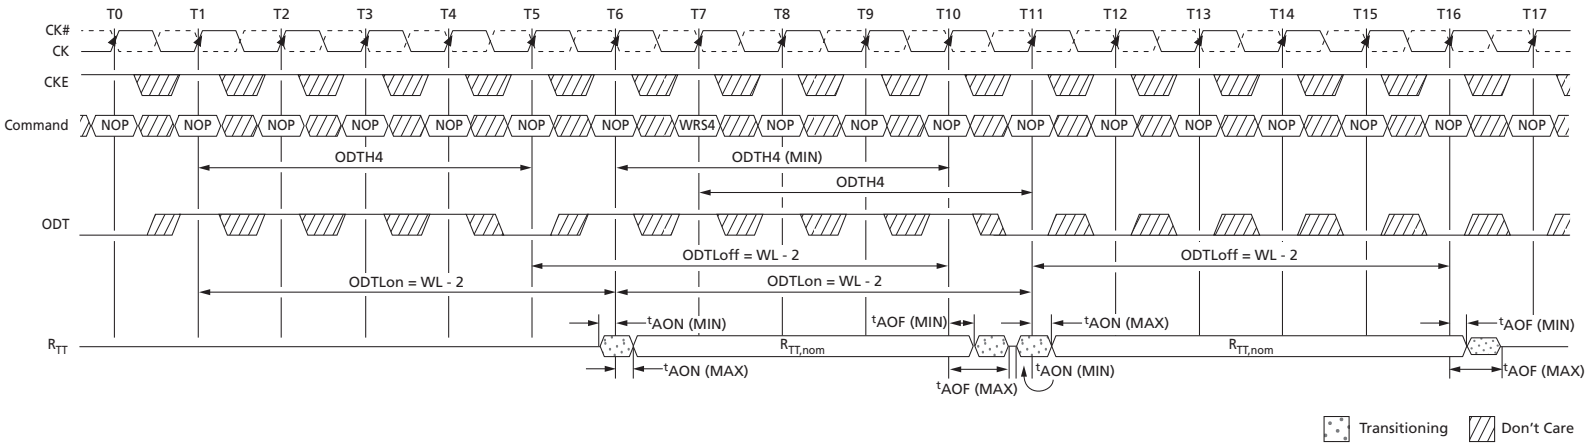 T0 T1 T2 T3 T4 T5 T6 T7 T8 T9 T10 T11 T12 T13 T14 T15 T16 T17
CK#
CK
CKE
Command NOP NOP NOP NOP NOP NOP NOP WRS4 NOP NOP NOP NOP NOP NOP NOP NOP NOP NOP
ODTH4 ODTH4 (MIN)
ODTH4
ODT
ODTLoff = WL - 2 ODTLoff = WL - 2
ODTLon = WL - 2 ODTLon = WL - 2
tAON (MIN) tAOF (MIN) tAON (MAX) tAOF (MIN)
RTT RTT,nom RTT,nom
tAON (MAX) tAON (MIN) tAOF (MAX)
tAOF (MAX)
Transitioning Don't Care